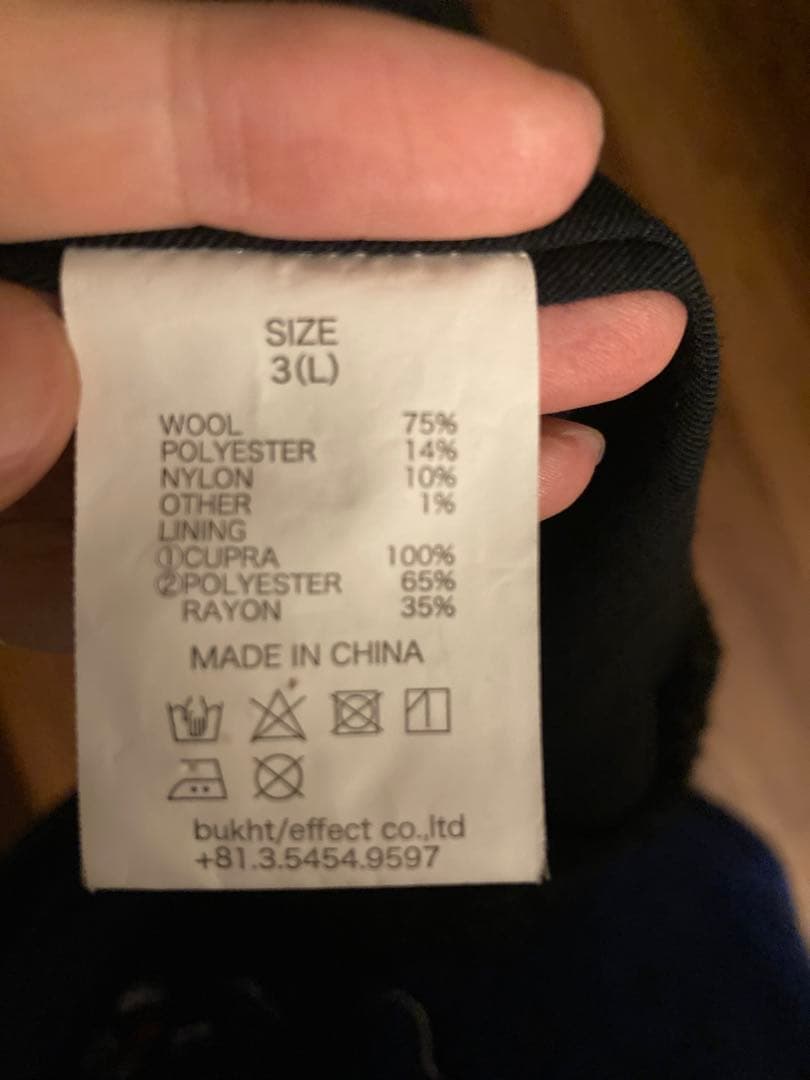 SIZE
3(L)
WOOL 75%
POLYESTER 14%
NYLON 10%
OTHER 1%
LINING
①CUPRA 100%
②POLYESTER 65%
RAYON 35%
MADE IN CHINA
bukht/effect co.,ltd
+81.3.5454.9597